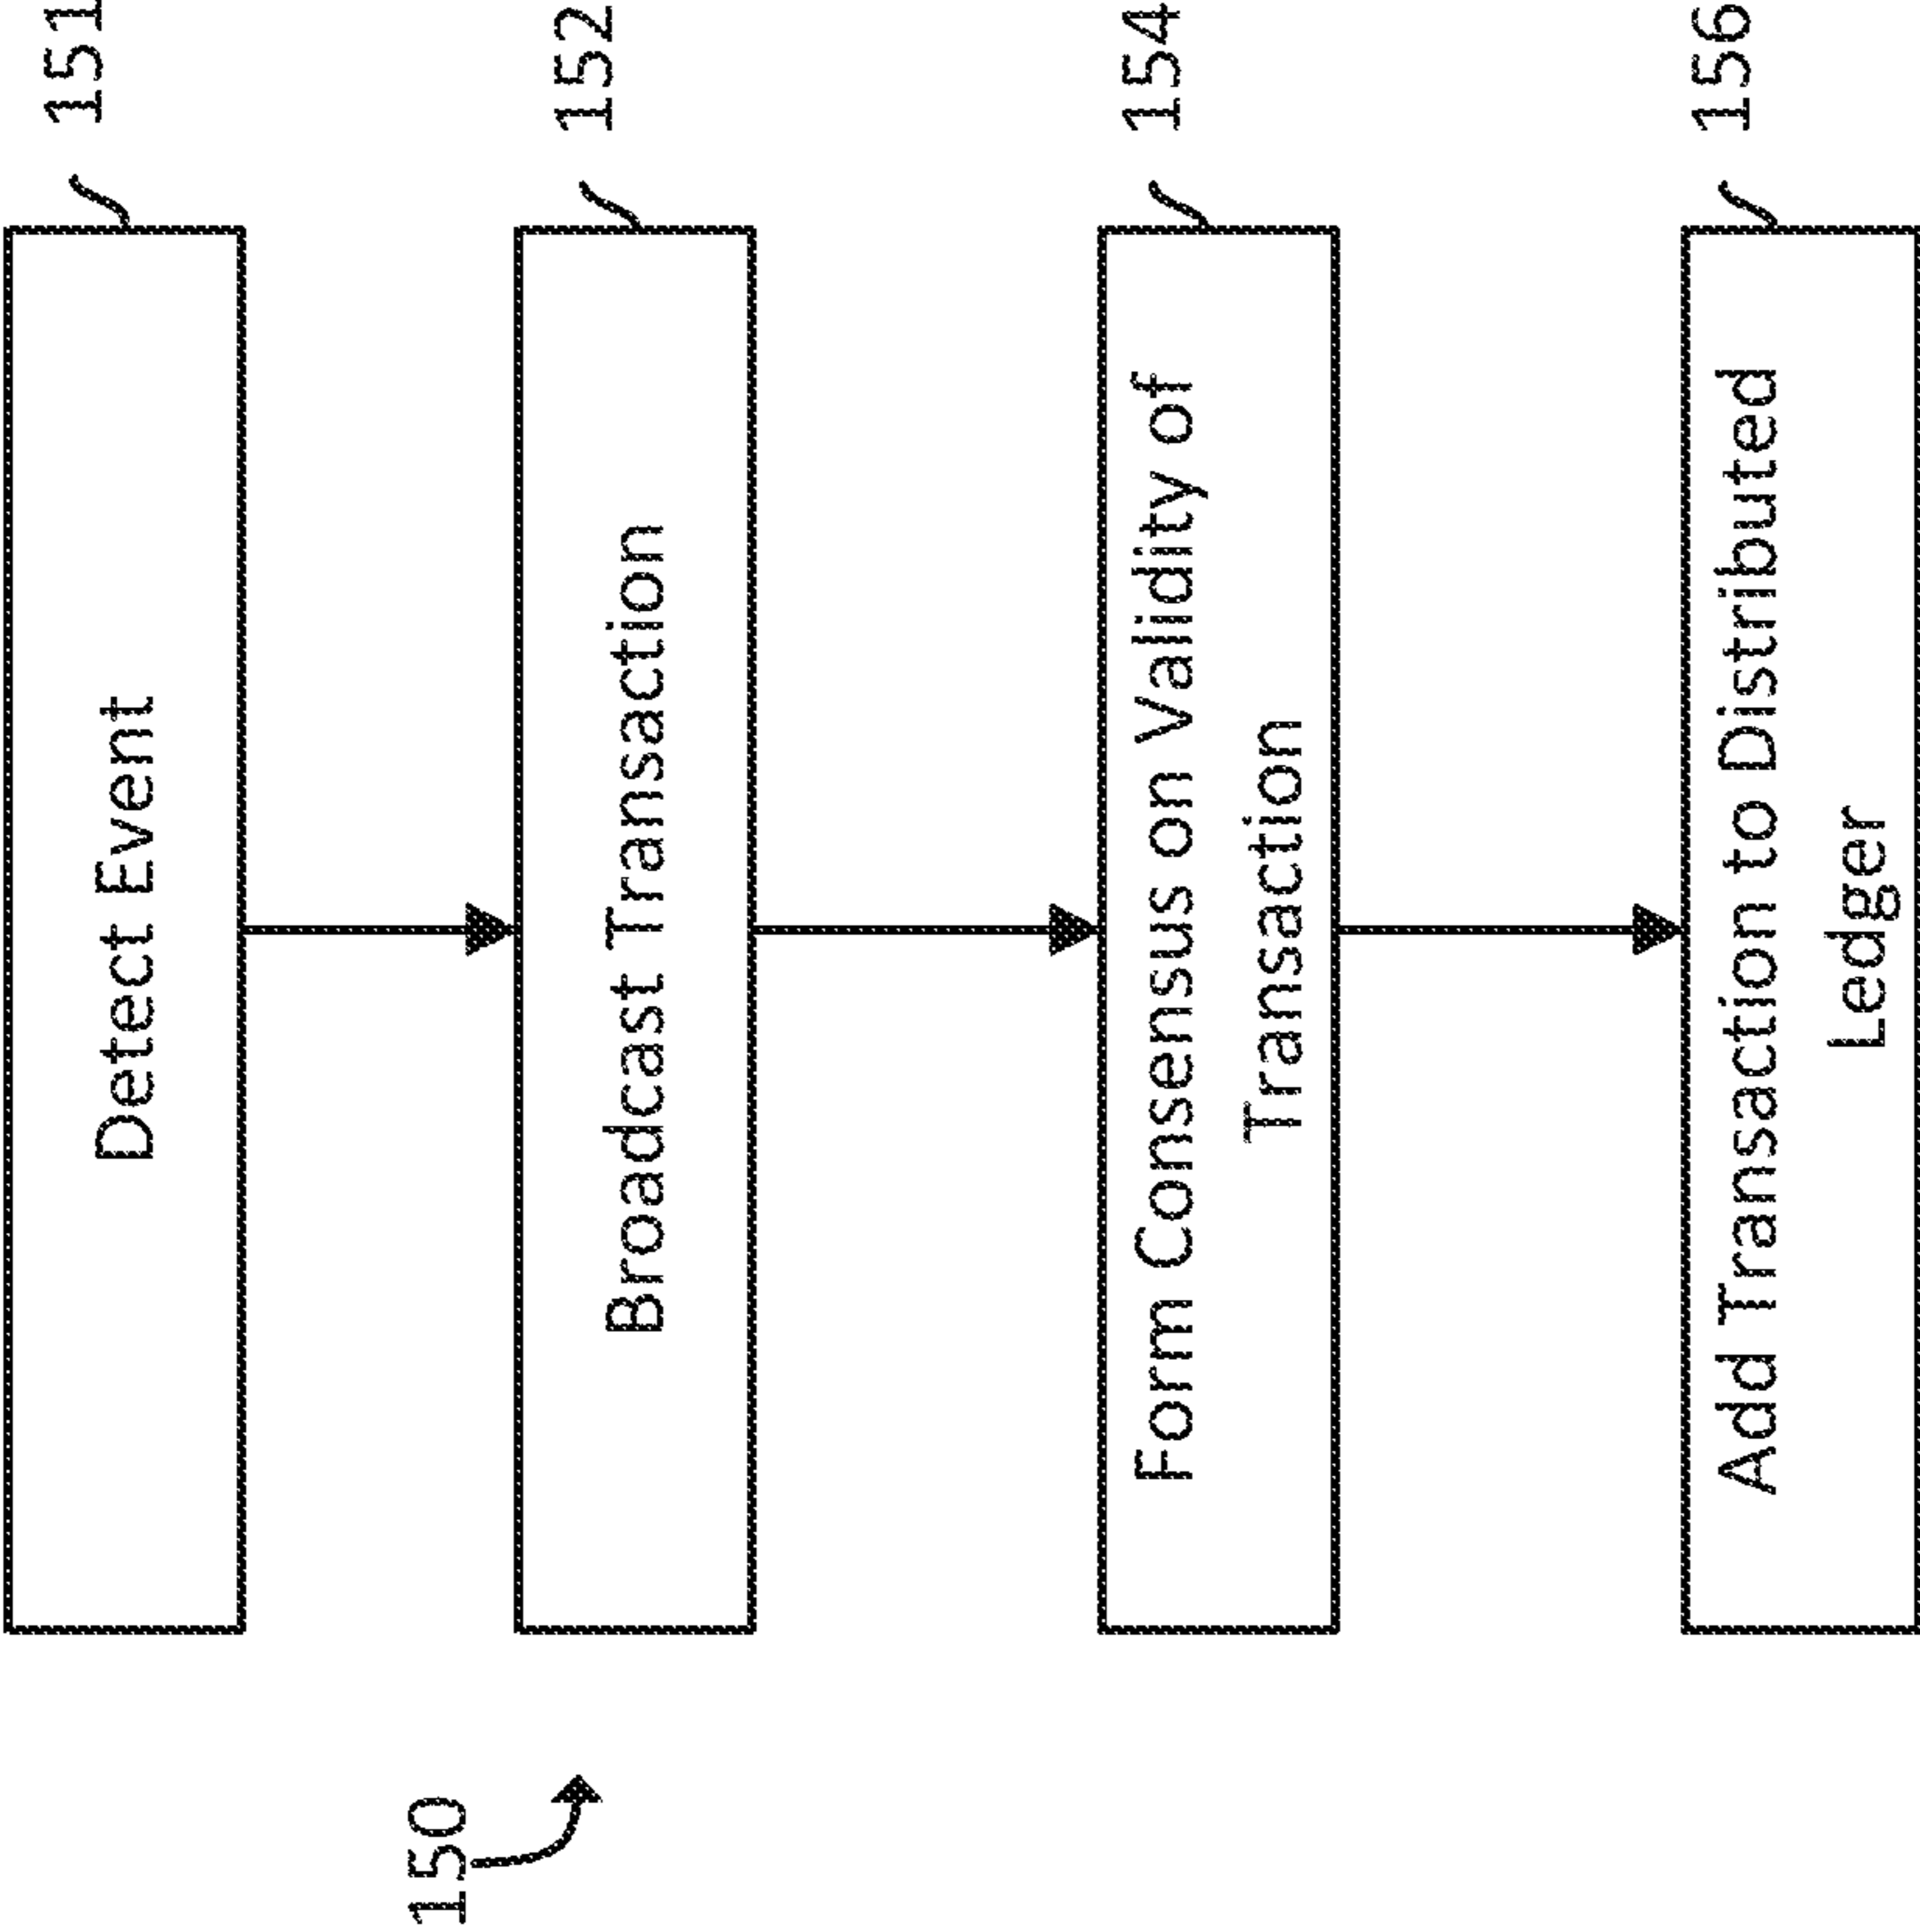 150
Detect Event
151
Broadcast Transaction
152
Form Consensus on Validity of
Transaction
154
Add Transaction to Distributed
Ledger
156